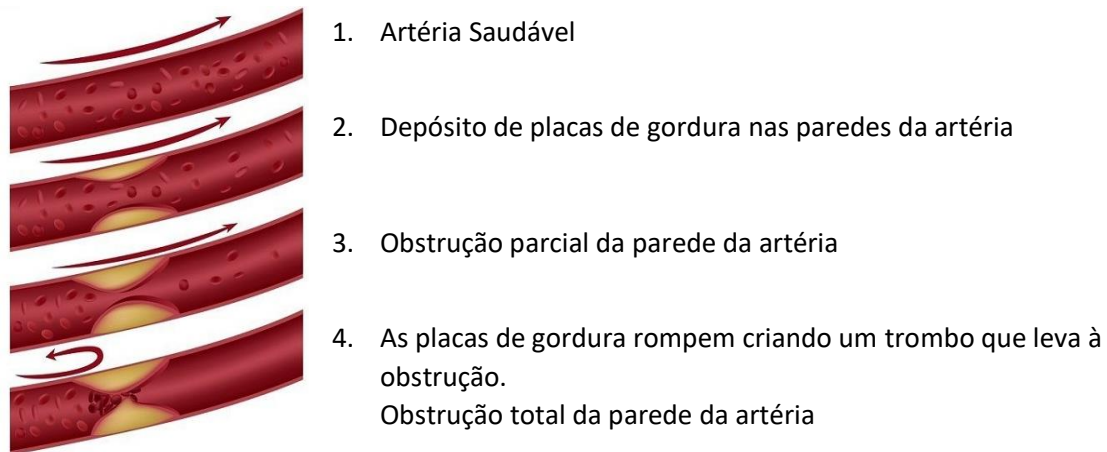 1. Artéria Saudável
2. Depósito de placas de gordura nas paredes da artéria
3. Obstrução parcial da parede da artéria
4. As placas de gordura rompem criando um trombo que leva à
obstrução.
Obstrução total da parede da artéria